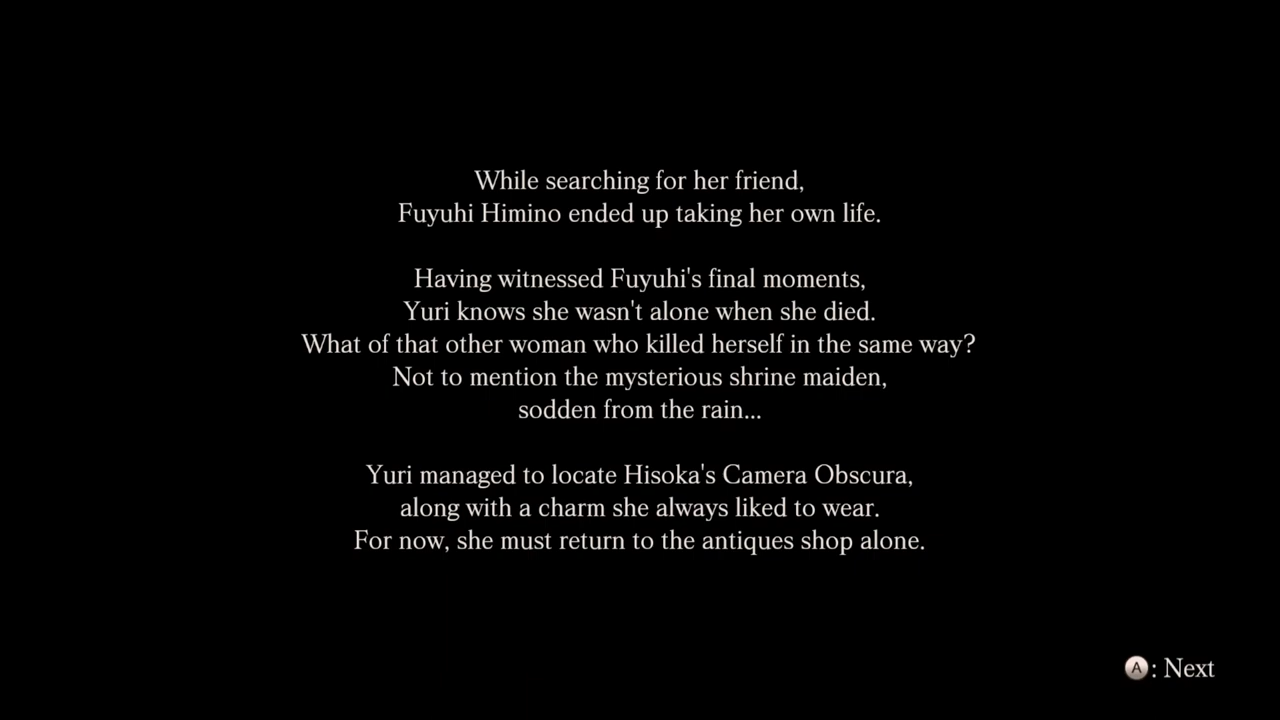 While searching for her friend,
Fuyuhi Himino ended up taking her own life.
Having witnessed Fuyuhi's final moments,
Yuri knows she wasn't alone when she died.
What of that other woman who killed herself in the same way?
Not to mention the mysterious shrine maiden,
sodden from the rain...
Yuri managed to locate Hisoka's Camera Obscura,
along with a charm she always liked to wear.
For now, she must return to the antiques shop alone.
A: Next